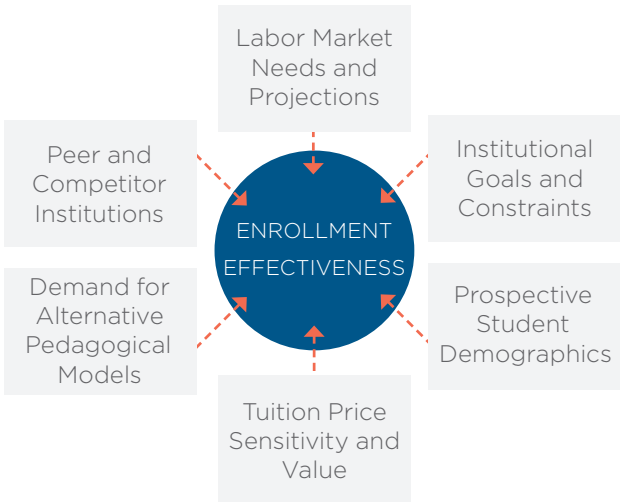 Labor Market
Needs and
Projections
Peer and
Competitor
Institutions
Institutional
Goals and
Constraints
ENROLLMENT
EFFECTIVENESS
Demand for
Alternative
Pedagogical
Models
Prospective
Student
Demographics
Tuition Price
Sensitivity and
Value